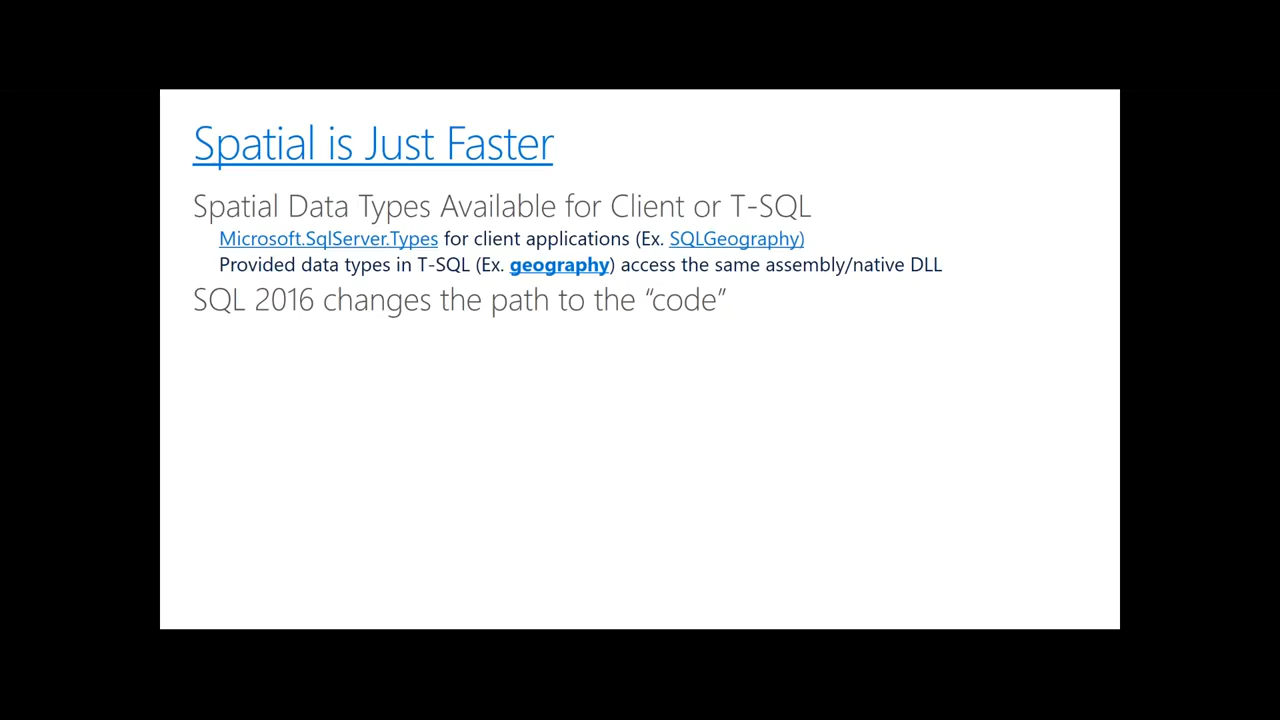 Spatial is Just Faster
Spatial Data Types Available for Client or T-SQL
Microsoft.SqlServer.Types for client applications (Ex. SQLGeography)
Provided data types in T-SQL (Ex. geography) access the same assembly/native DLL
SQL 2016 changes the path to the “code”